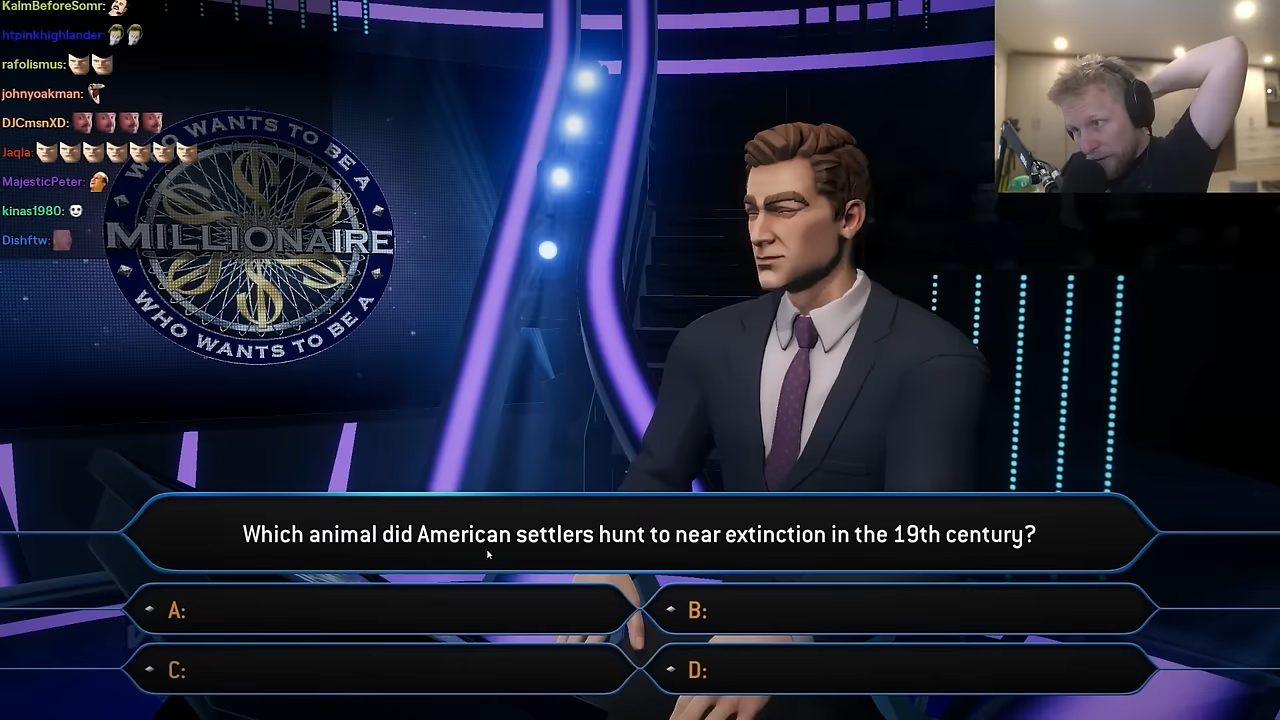 KalmBeforeSomr:
htpinkhighlander:
rafolismus:
johnyoakman:
DJCmsnXD:
Jaqla:
MajesticPeter:
kinas1980:
Dishftw:
WHO WANTS TO BE A
MILLIONAIRE
WHO WANTS TO BE A
Which animal did American settlers hunt to near extinction in the 19th century?
A:
B:
C:
D: